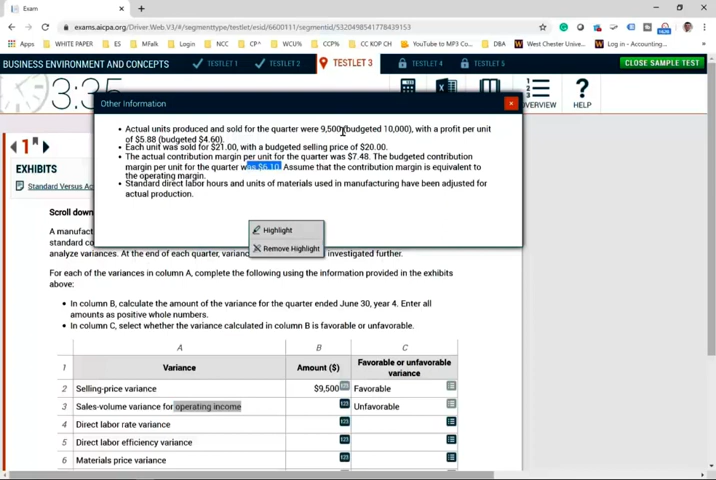 Exam
exams.aicpa.org/Driver.Web.V3/#/segmenttype/testlet/esid/6600111/segmentid/5320498541778439153
Apps WHITE PAPER ES MFalk Login NCC CP^ WCU% CCP% CC KOP CH YouTube to MP3 Co... DBA West Chester Unive... Log in - Accounting...
BUSINESS ENVIRONMENT AND CONCEPTS TESTLET 1 TESTLET 2 TESTLET 3 TESTLET 4 TESTLET 5 CLOSE SAMPLE TEST
3:35
OVERVIEW HELP
Other Information
• Actual units produced and sold for the quarter were 9,500 (budgeted 10,000), with a profit per unit
of $5.88 (budgeted $4.60).
• Each unit was sold for $21.00, with a budgeted selling price of $20.00.
• The actual contribution margin per unit for the quarter was $7.48. The budgeted contribution
margin per unit for the quarter was $6.10. Assume that the contribution margin is equivalent to
the operating margin.
• Standard direct labor hours and units of materials used in manufacturing have been adjusted for
actual production.
Highlight
Remove Highlight
1
EXHIBITS
Standard Versus Ac
Scroll down
A manufact
standard co
analyze variances. At the end of each quarter, varianc investigated further.
For each of the variances in column A, complete the following using the information provided in the exhibits
above:
• In column B, calculate the amount of the variance for the quarter ended June 30, year 4. Enter all
amounts as positive whole numbers.
• In column C, select whether the variance calculated in column B is favorable or unfavorable.
A B C
1 Variance Amount ($) Favorable or unfavorable
variance
2 Selling-price variance $9,500 123 Favorable
3 Sales-volume variance for operating income 123 Unfavorable
4 Direct labor rate variance 123
5 Direct labor efficiency variance 123
6 Materials price variance 123